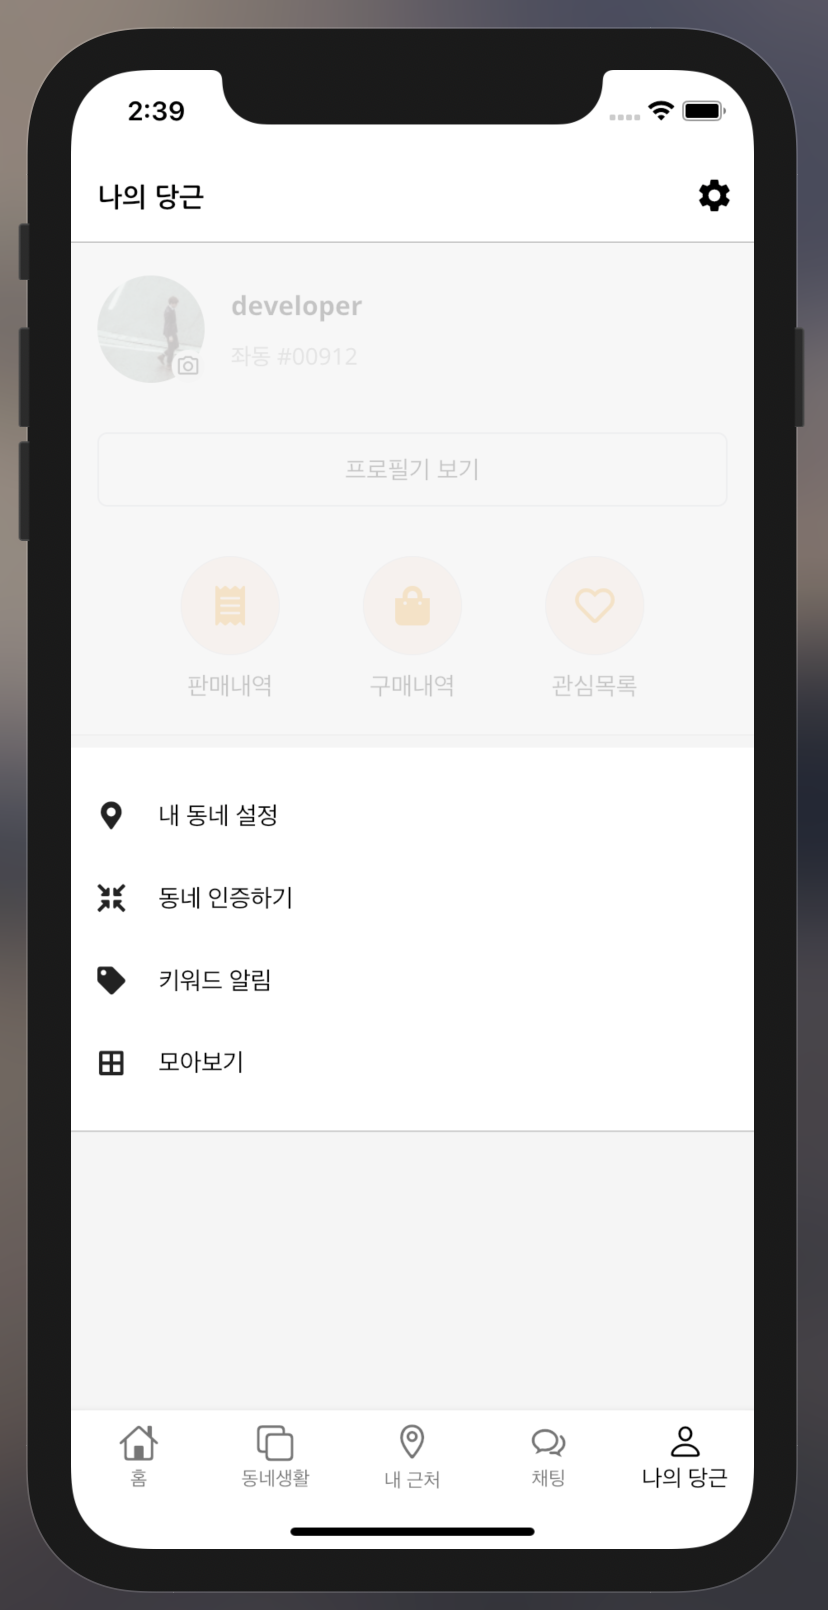 2:39
나의 당근
developer
좌동 #00912
프로필기 보기
판매내역 구매내역 관심목록
내 동네 설정
동네 인증하기
키워드 알림
모아보기
홈 동네생활 내 근처 채팅 나의 당근